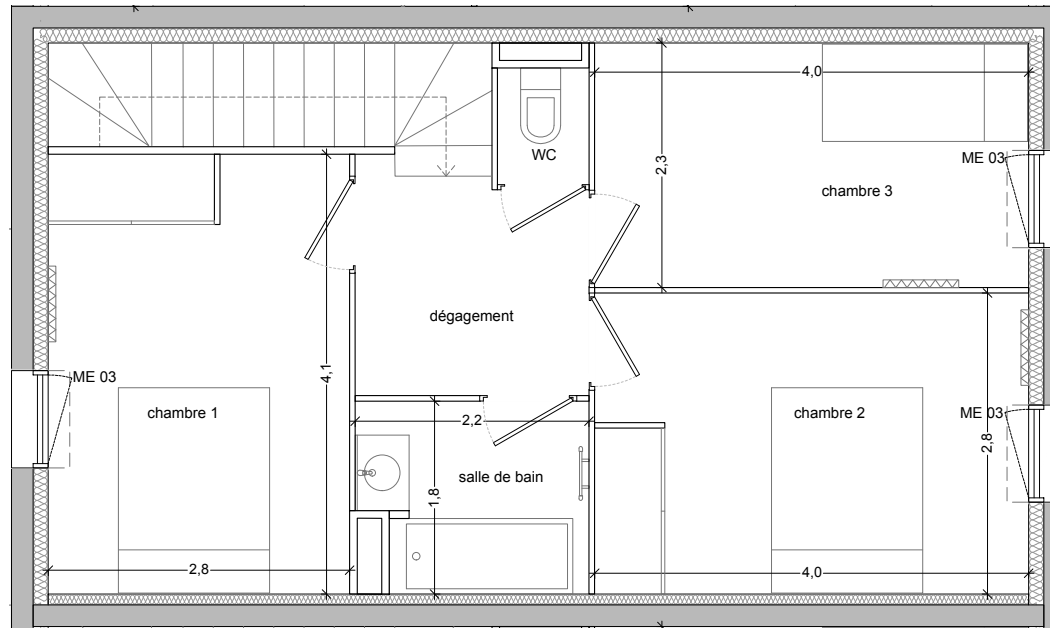 4,0
WC
ME 03
2,3
chambre 3
dégagement
ME 03
4,1
chambre 1
chambre 2
ME 03
2,2
2,8
salle de bain
1,8
2,8
4,0